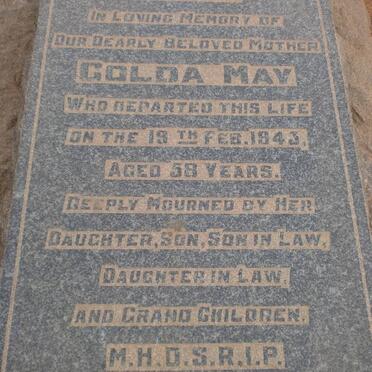 In Loving Memory of
Our Dearly Beloved Mother
Golda May
Who departed this life
on the 19th Feb. 1943,
Aged 58 Years.
Deeply Mourned by Her
Daughter, Son, Son in Law,
Daughter in Law,
and Grand Children.
M.H.D.S.R.I.P.